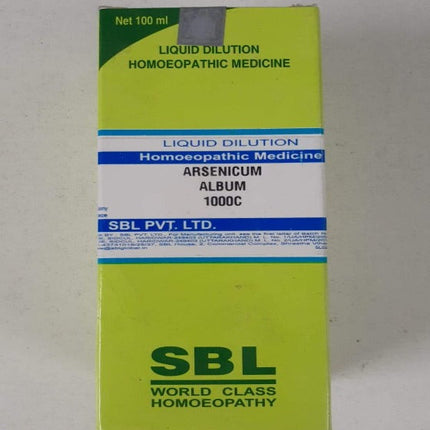 Net 100 ml
LIQUID DILUTION
HOMOEOPATHIC MEDICINE
LIQUID DILUTION
Homoeopathic Medicine
ARSENICUM
ALBUM
1000C
SBL PVT. LTD.
SBL
WORLD CLASS
HOMOEOPATHY